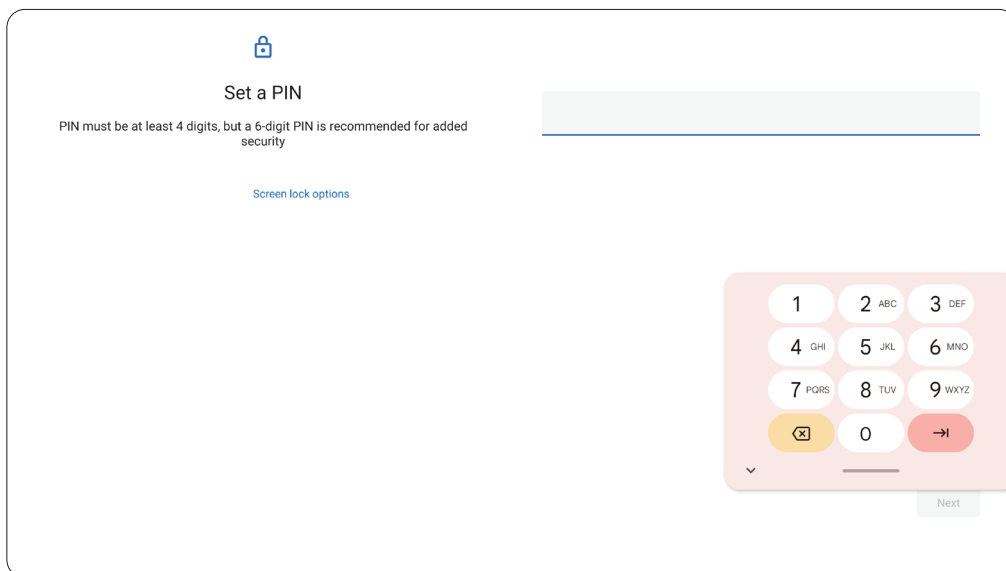 Set a PIN
PIN must be at least 4 digits, but a 6-digit PIN is recommended for added
security
Screen lock options
1 2 ABC 3 DEF
4 GHI 5 JKL 6 MNO
7 PQRS 8 TUV 9 WXYZ
0
Next